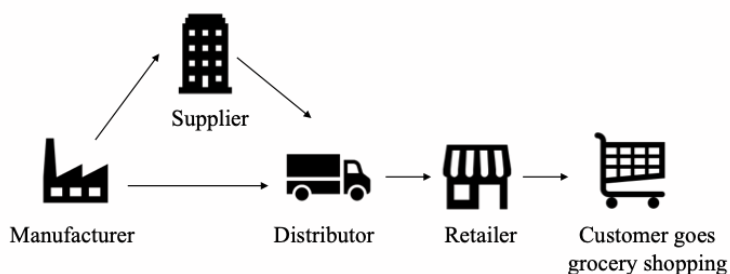 Supplier
Manufacturer
Distributor
Retailer
Customer goes
grocery shopping